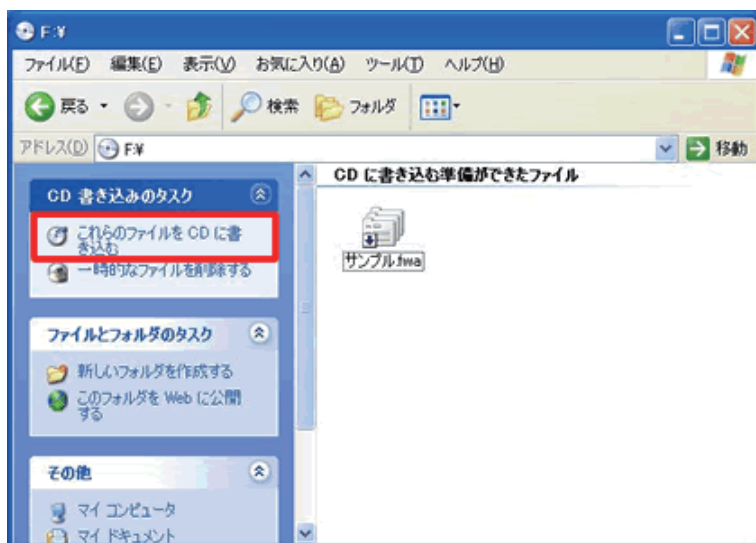 F:¥
ファイル(F) 編集(E) 表示(V) お気に入り(A) ツール(T) ヘルプ(H)
戻る 検索 フォルダ
アドレス(D) F:¥ 移動
CD 書き込みのタスク
これらのファイルを CD に書
き込む
一時的なファイルを削除する
ファイルとフォルダのタスク
新しいフォルダを作成する
このフォルダを Web に公開
する
その他
マイ コンピュータ
マイ ドキュメント
CD に書き込む準備ができたファイル
サンプル.fwa